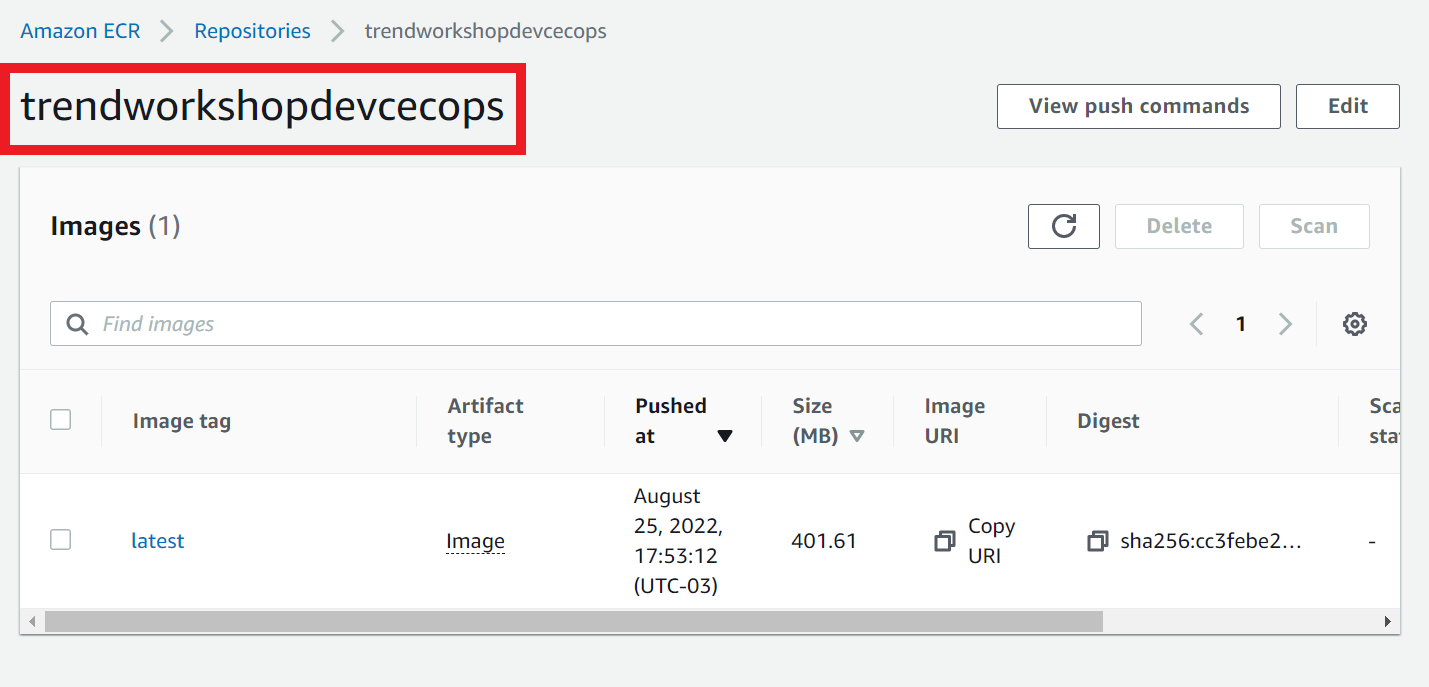 Amazon ECR > Repositories > trendworkshopdevcecops
trendworkshopdevcecops
View push commands
Edit
Images (1)
Delete
Scan
Find images
1
Image tag
Artifact
type
Pushed
at
Size
(MB)
Image
URI
Digest
latest
Image
August
25, 2022,
17:53:12
(UTC-03)
401.61
Copy
URI
sha256:cc3febe2...
-